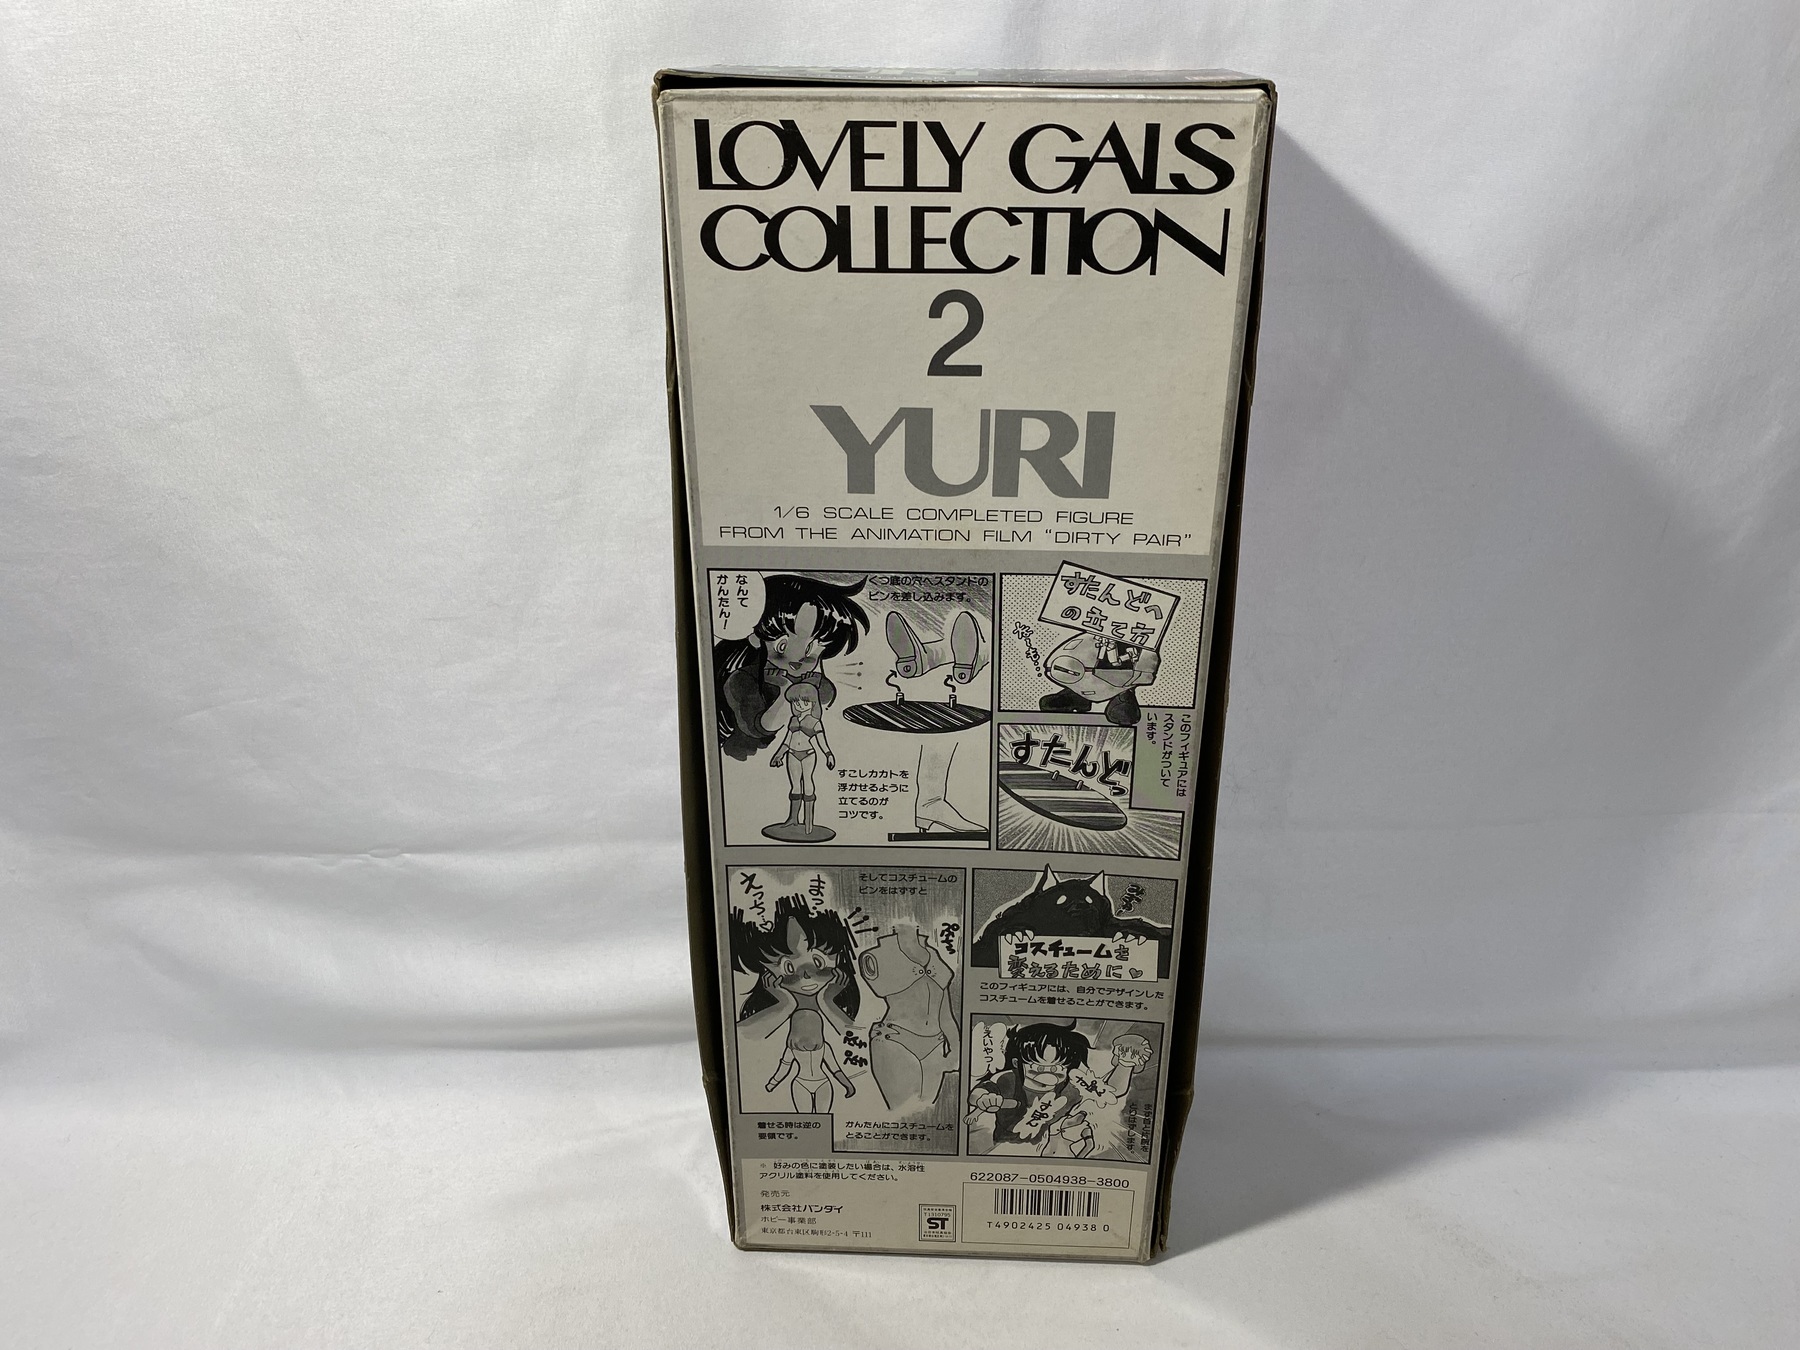 LOVELY GALS
COLLECTION
2
YURI
1/6 SCALE COMPLETED FIGURE
FROM THE ANIMATION FILM "DIRTY PAIR"
すたんどへ
の立て方
このフィギュアには
スタンドがついて
います。
すたんどっ
なんて
かんたん!
くつ底の穴へスタンドの
ピンを差し込みます。
すこしカカトを
浮かせるように
立てるのが
コツです。
コスチュームを
変えるために♡
このフィギュアには、自分でデザインした
コスチュームを着せることができます。
えいやっ
まっ
えっち…♡
そしてコスチュームの
ピンをはずすと
かんたんにコスチュームを
とることができます。
着せる時は逆の
要領です。
※ 好みの色に塗装したい場合は、水溶性
アクリル塗料を使用してください。
発売元
株式会社バンダイ
ホビー事業部
東京都台東区駒形2-5-4 〒111
ST
622087-0504938-3800
T4902425 04938 0